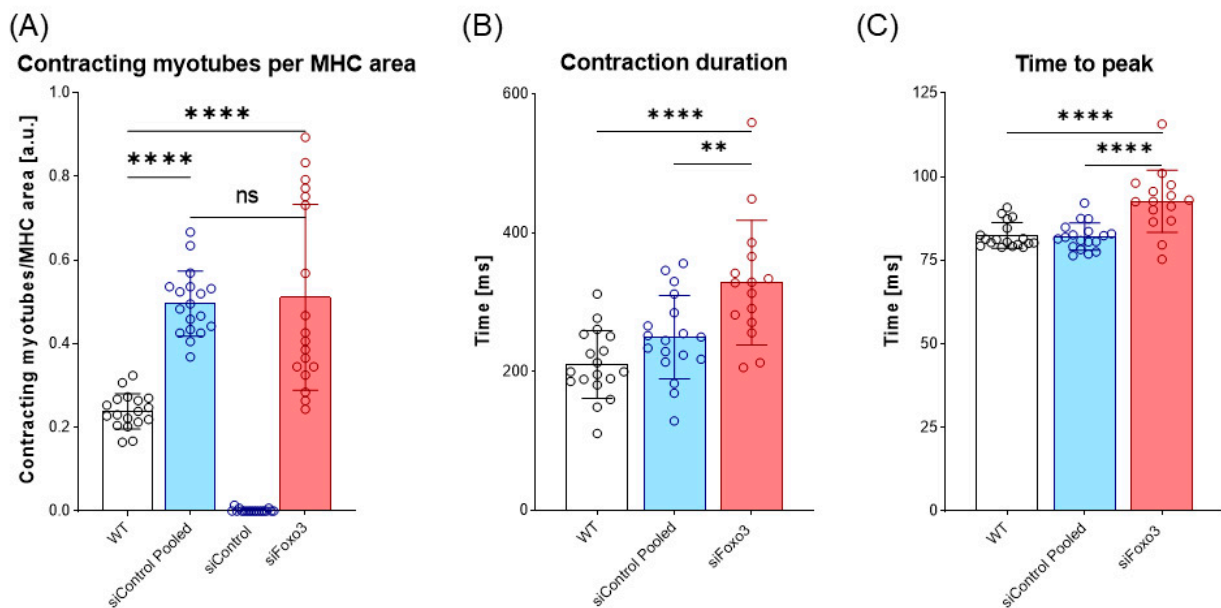 (A)
Contracting myotubes per MHC area
Contracting myotubes/MHC area [a.u.]
1.0
0.8
0.6
0.4
0.2
0.0
****
****
ns
WT
siControl Pooled
siControl
siFoxo3
(B)
Contraction duration
Time [ms]
600
400
200
0
****
**
WT
siControl Pooled
siFoxo3
(C)
Time to peak
Time [ms]
125
100
75
50
25
0
****
****
WT
siControl Pooled
siFoxo3